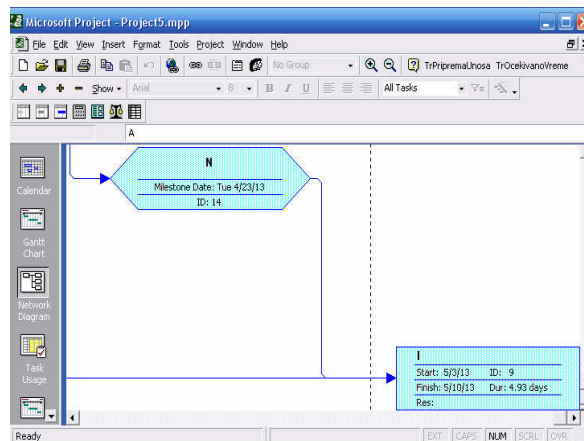 Microsoft Project - Project5.mpp
File Edit View Insert Format Tools Project Window Help
No Group TrPripremaUnosa TrOcekivanoVreme
Show Arial 8 B I U All Tasks
A
Calendar
Gantt
Chart
Network
Diagram
Task
Usage
N
Milestone Date: Tue 4/23/13
ID: 14
I
Start: 5/3/13 ID: 9
Finish: 5/10/13 Dur: 4.93 days
Res:
Ready EXT CAPS NUM SCRL OVR